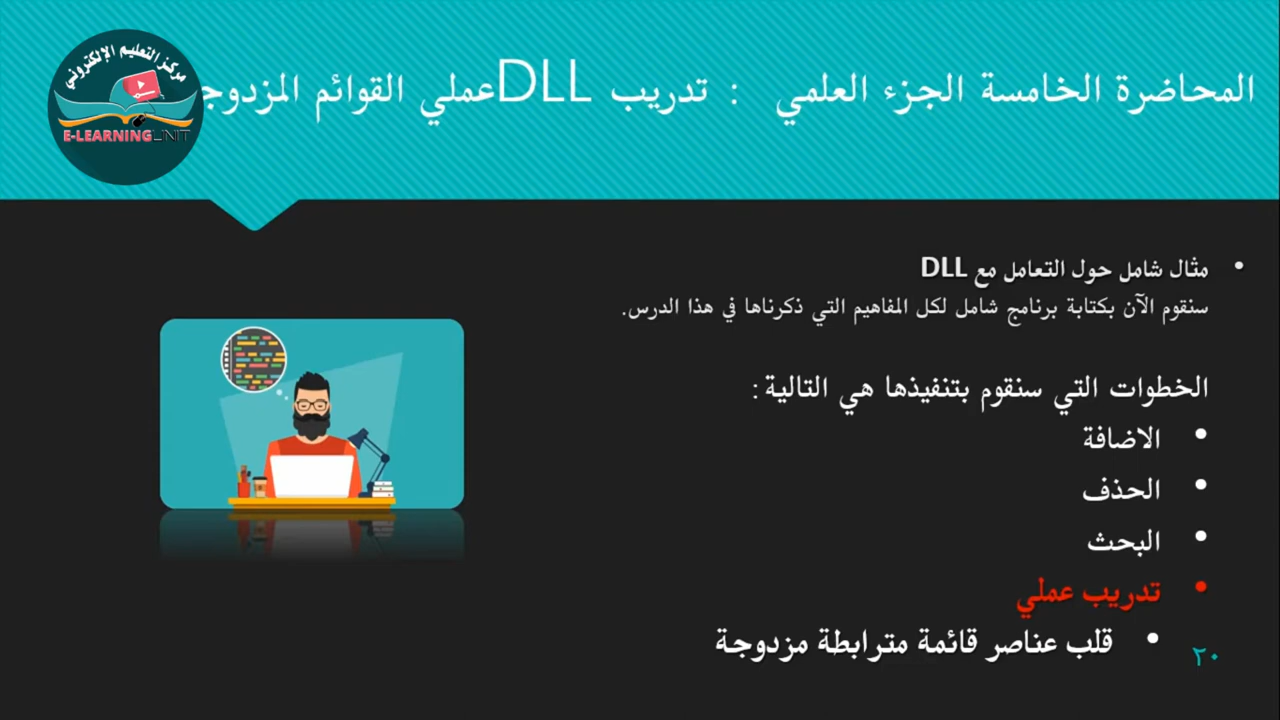 مركز التعليم الإلكتروني
E-LEARNING UNIT
المحاضرة الخامسة الجزء العلمي : تدريب DLLعملي القوائم
مثال شامل حول التعامل مع DLL
سنقوم الآن بكتابة برنامج شامل لكل المفاهيم التي ذكرناها في هذا الدرس.
الخطوات التي سنقوم بتنفيذها هي التالية :
• الاضافة
• الحذف
• البحث
• تدريب عملي
• قلب عناصر قائمة مترابطة مزدوجة
٢٠